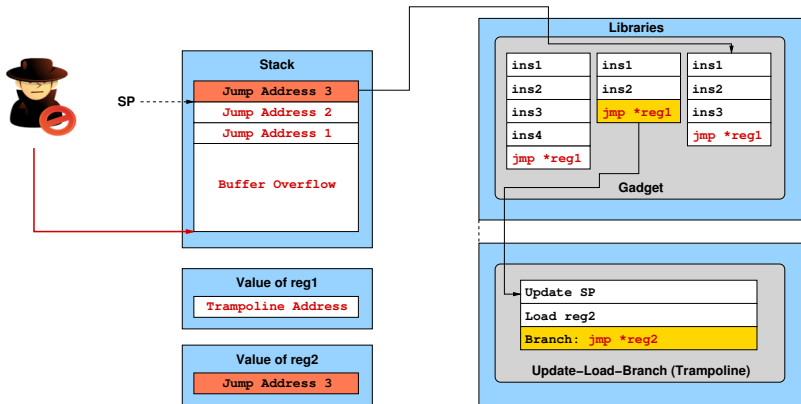 Stack
SP
Jump Address 3
Jump Address 2
Jump Address 1
Buffer Overflow
Value of reg1
Trampoline Address
Value of reg2
Jump Address 3
Libraries
ins1
ins2
ins3
ins4
jmp *reg1
ins1
ins2
jmp *reg1
ins1
ins2
ins3
jmp *reg1
Gadget
Update SP
Load reg2
Branch: jmp *reg2
Update-Load-Branch (Trampoline)